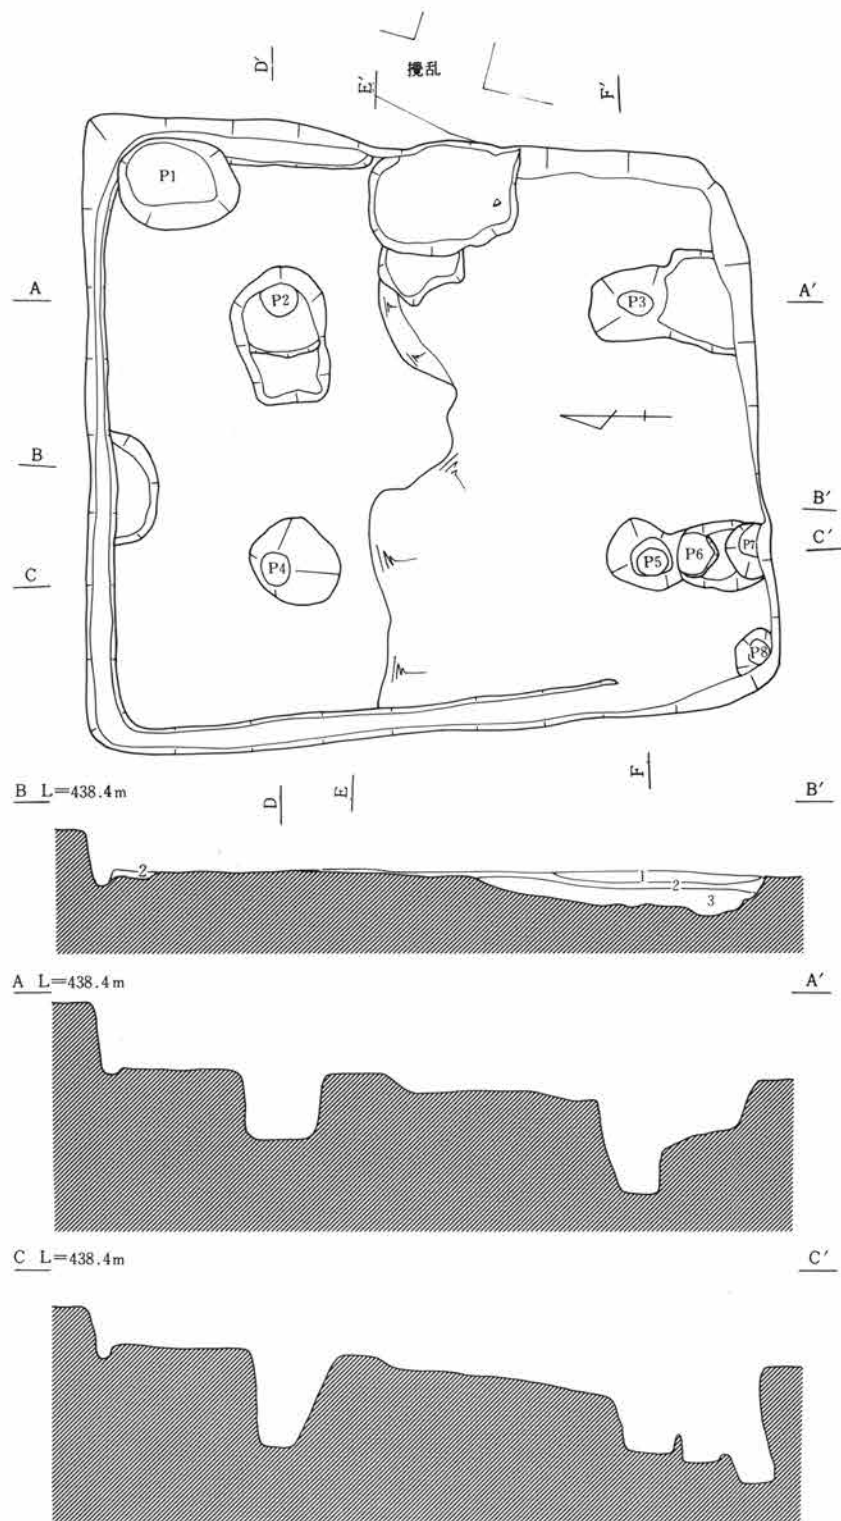 D′
E′
攪乱
F′
P1
A
P2
P3
A′
B
B′
C′
P4
P5
P6
P7
C
P8
D
E
F
B L=438.4m
B′
2
1
2
3
A L=438.4m
A′
C L=438.4m
C′